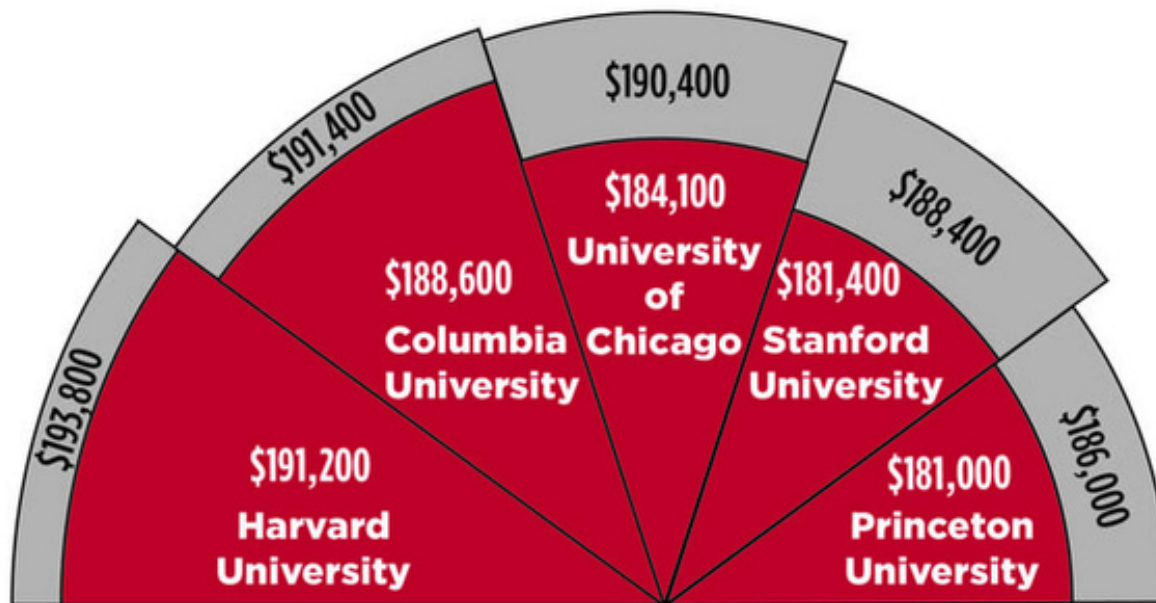 $193,800
$191,200
Harvard
University
$191,400
$188,600
Columbia
University
$190,400
$184,100
University
of
Chicago
$188,400
$181,400
Stanford
University
$186,000
$181,000
Princeton
University